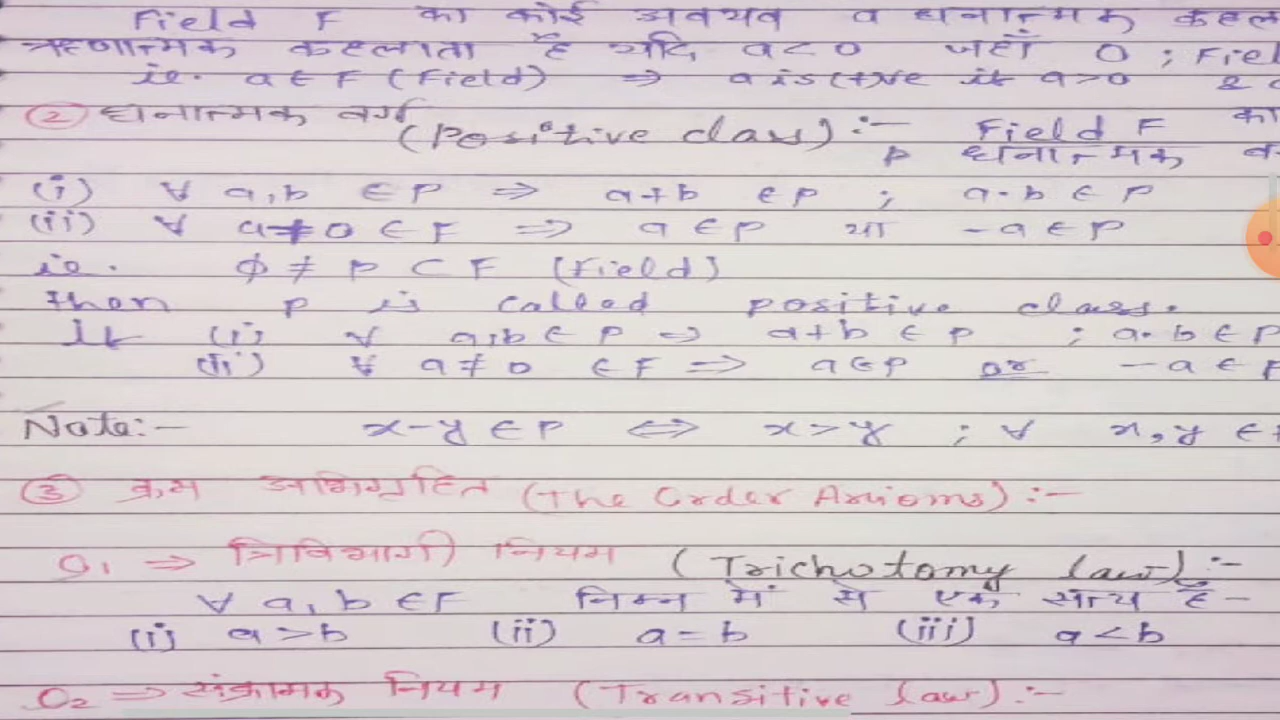 Field F का कोई अवयव a धनात्मक कहल
ऋणात्मक कहलाता है यदि a<0 जहाँ 0 ; Fiel
ie. a ∈ F (Field) ⇒ a is (+)ve if a>0 &
② धनात्मक वर्ग (Positive class) :- Field F का
P धनात्मक व
(i) ∀ a,b ∈ P ⇒ a+b ∈ P ; a·b ∈ P
(ii) ∀ a≠0 ∈ F ⇒ a ∈ P या -a ∈ P
ie. ϕ ≠ P ⊂ F (Field)
then P is called positive class.
If (i) ∀ a,b ∈ P ⇒ a+b ∈ P ; a·b ∈ P
(ii) ∀ a≠0 ∈ F ⇒ a ∈ P or -a ∈ P
Note:- x-y ∈ P ⇔ x>y ; ∀ x,y ∈
③ क्रम अभिगृहित (The Order Axioms) :-
O₁ ⇒ त्रिविभागी नियम (Trichotomy law) :-
∀ a,b ∈ F निम्न में से एक सत्य है-
(i) a>b (ii) a=b (iii) a<b
O₂ ⇒ संक्रामक नियम (Transitive law) :-